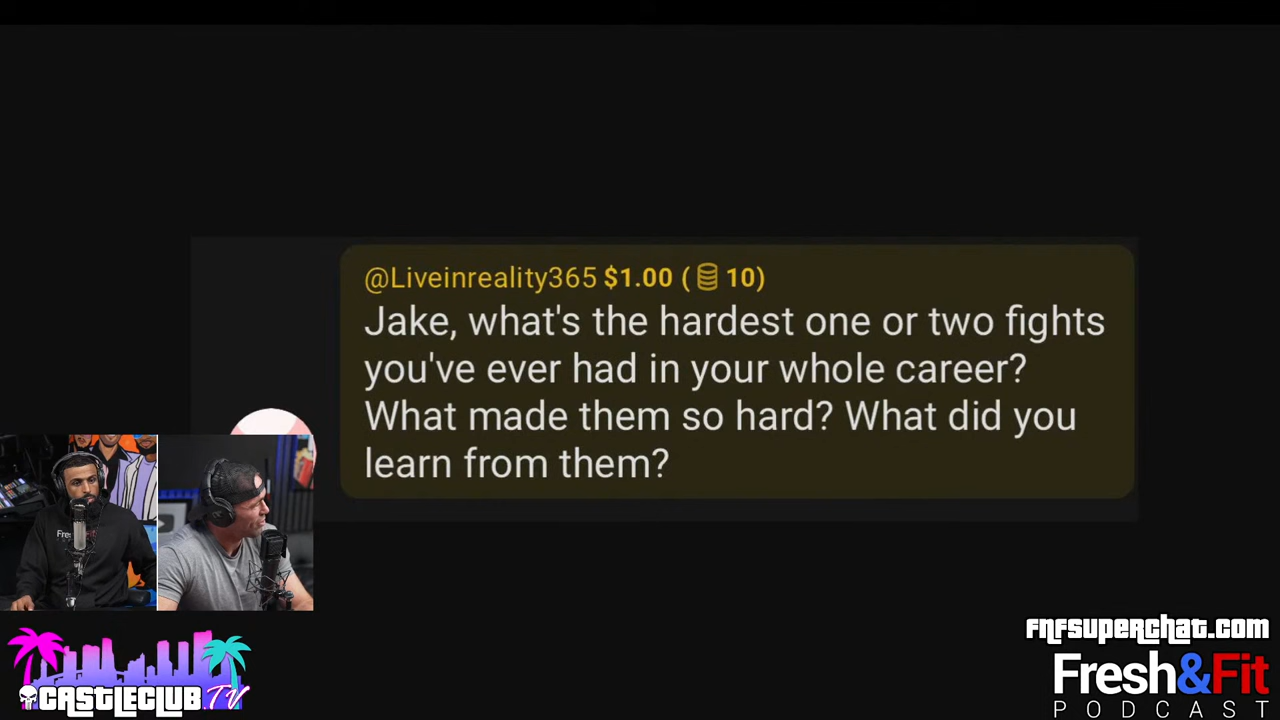 @Liveinreality365 $1.00 ( 10)
Jake, what's the hardest one or two fights
you've ever had in your whole career?
What made them so hard? What did you
learn from them?
Fres
FNFSUPERCHAT.COM
Fresh&Fit
PODCAST
CASTLECLUB.TV